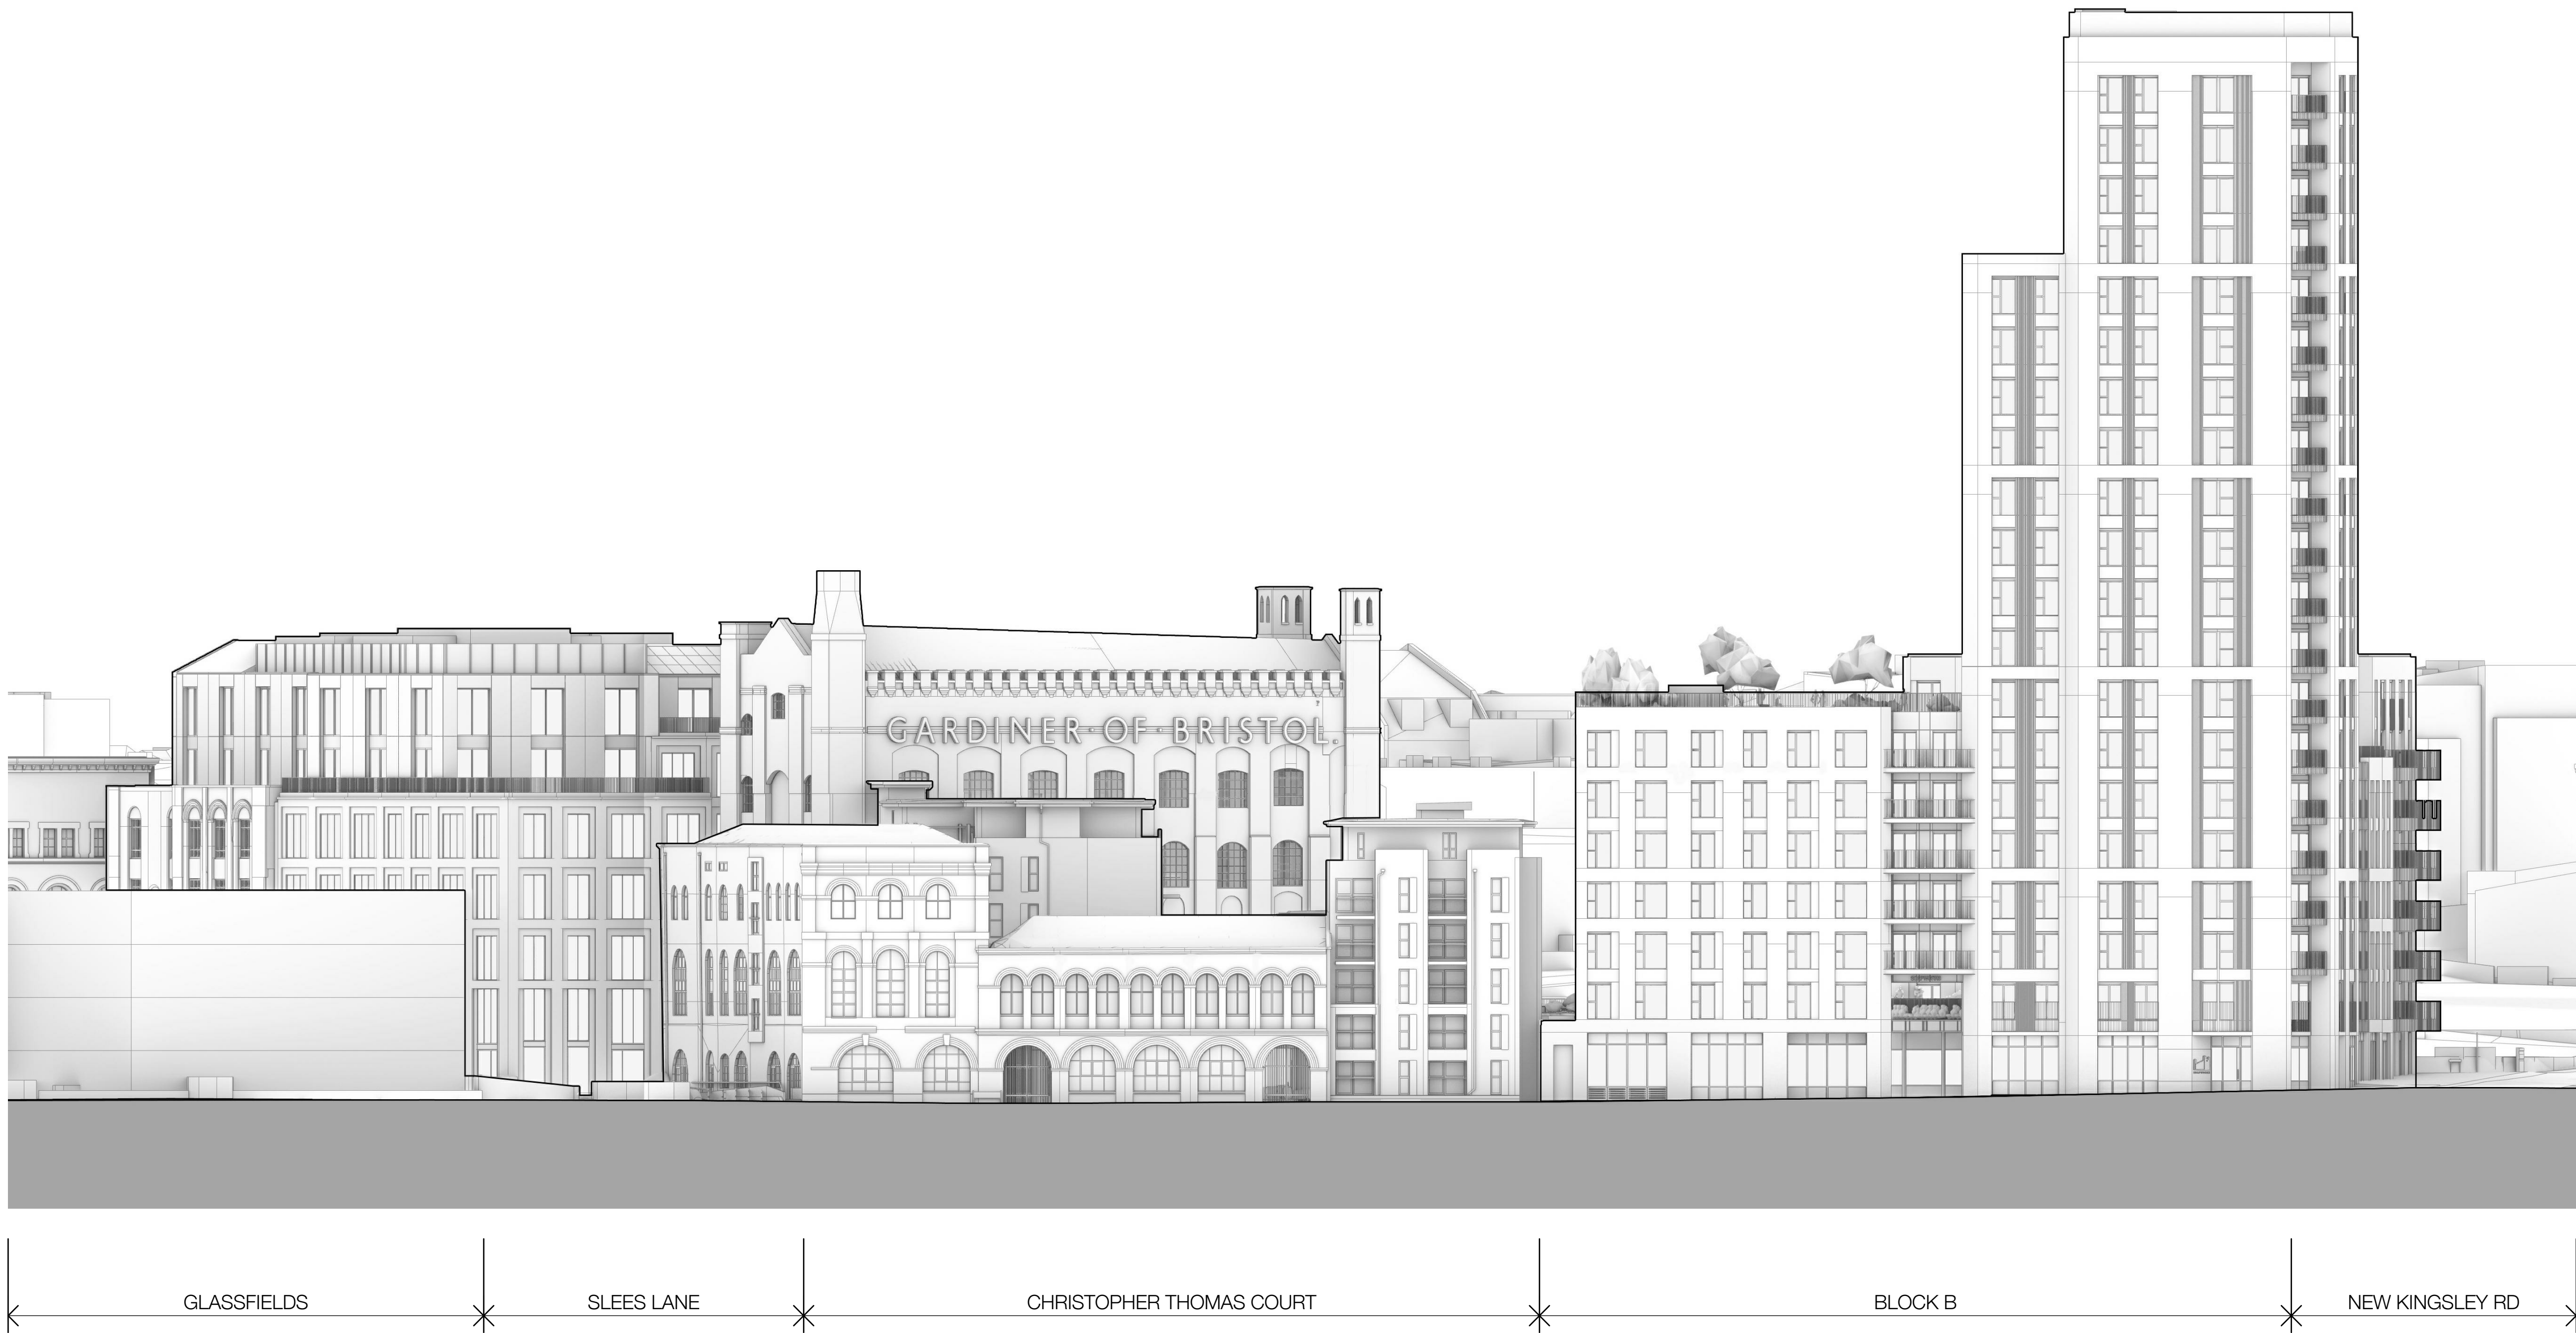 GARDINER·OF·BRISTOL
GLASSFIELDS
SLEES LANE
CHRISTOPHER THOMAS COURT
BLOCK B
NEW KINGSLEY RD